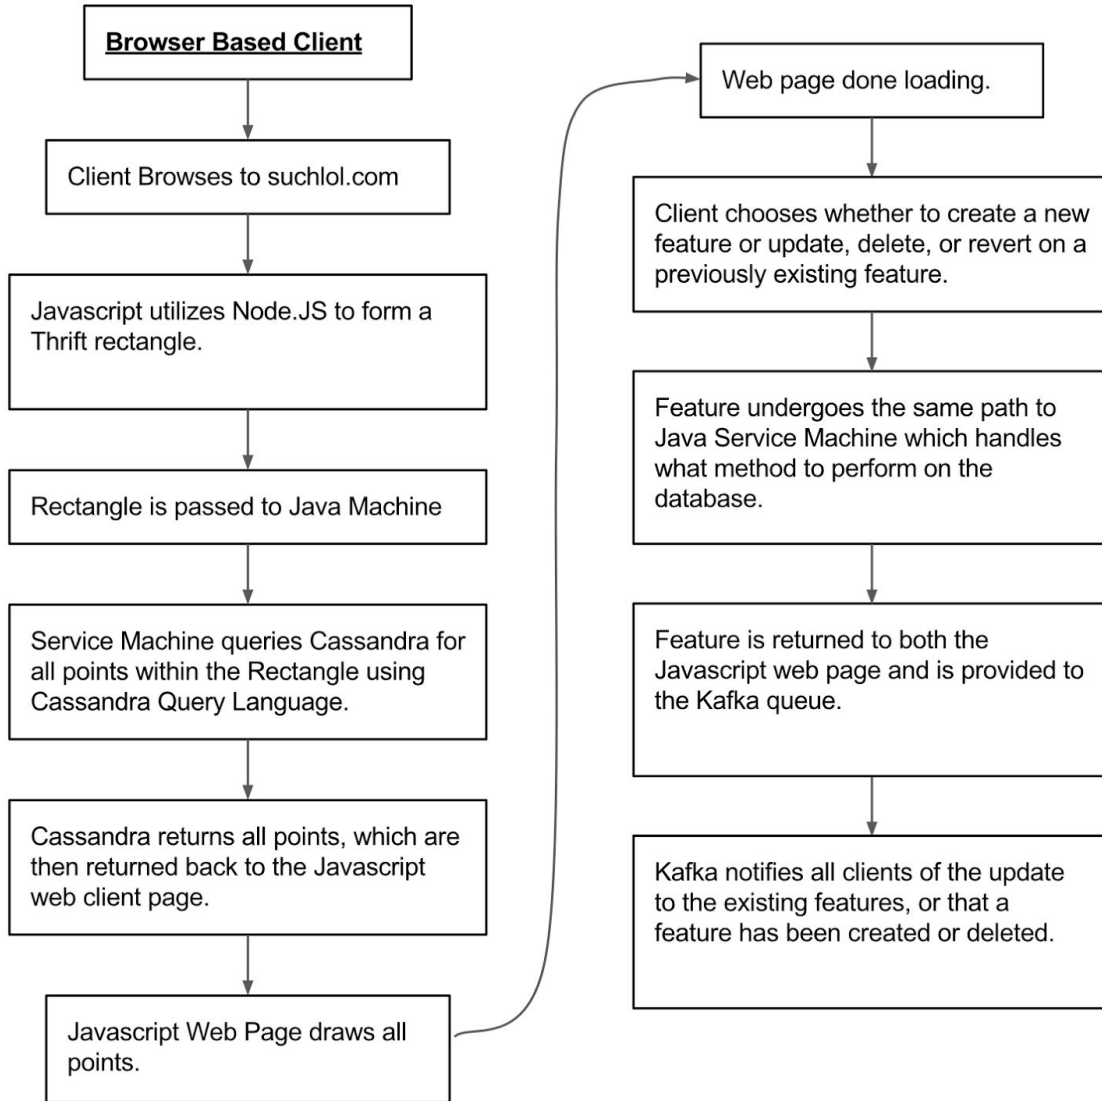 Browser Based Client
Client Browses to suchlol.com
Javascript utilizes Node.JS to form a
Thrift rectangle.
Rectangle is passed to Java Machine
Service Machine queries Cassandra for
all points within the Rectangle using
Cassandra Query Language.
Cassandra returns all points, which are
then returned back to the Javascript
web client page.
Javascript Web Page draws all
points.
Web page done loading.
Client chooses whether to create a new
feature or update, delete, or revert on a
previously existing feature.
Feature undergoes the same path to
Java Service Machine which handles
what method to perform on the
database.
Feature is returned to both the
Javascript web page and is provided to
the Kafka queue.
Kafka notifies all clients of the update
to the existing features, or that a
feature has been created or deleted.